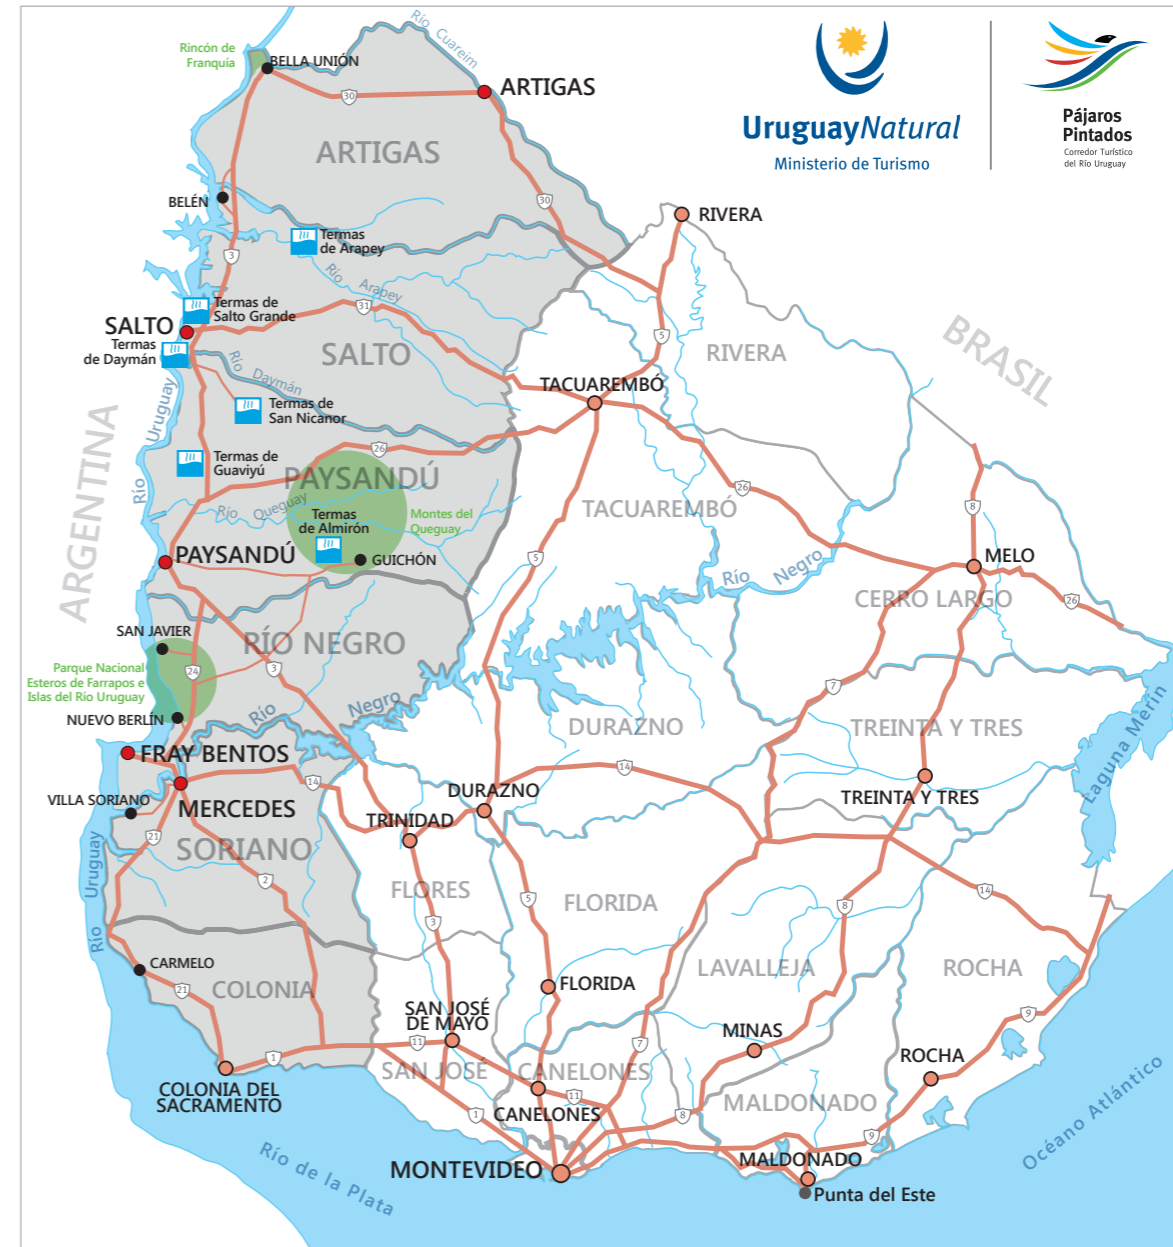 Uruguay Natural
Ministerio de Turismo
Pájaros
Pintados
Corredor Turístico
del Río Uruguay
Rincón de
Franquía
BELLA UNIÓN
Río Cuareim
ARTIGAS
30
ARTIGAS
BELÉN
30
RIVERA
Termas
de Arapey
3
Río Arapey
Termas de
Salto Grande
31
SALTO
Termas
de Daymán
SALTO
5
RIVERA
BRASIL
Río Daymán
TACUAREMBÓ
Termas de
San Nicanor
Río Uruguay
ARGENTINA
26
Termas de
Guaviyú
PAYSANDÚ
26
TACUAREMBÓ
Río Queguay
Termas
de Almirón
Montes del
Queguay
8
PAYSANDÚ
GUICHÓN
5
MELO
Río Negro
CERRO LARGO
26
SAN JAVIER
RÍO NEGRO
Parque Nacional
Esteros de Farrapos e
Islas del Río Uruguay
24
3
7
NUEVO BERLÍN
Río Negro
DURAZNO
TREINTA Y TRES
Laguna Merín
FRAY BENTOS
14
14
VILLA SORIANO
MERCEDES
DURAZNO
TREINTA Y TRES
TRINIDAD
21
SORIANO
Río Uruguay
2
FLORES
5
FLORIDA
8
14
3
CARMELO
21
COLONIA
FLORIDA
LAVALLEJA
ROCHA
SAN JOSÉ
DE MAYO
9
MINAS
1
11
7
ROCHA
SAN JOSÉ
CANELONES
COLONIA DEL
SACRAMENTO
11
CANELONES
1
8
MALDONADO
Océano Atlántico
9
Río de la Plata
MONTEVIDEO
MALDONADO
Punta del Este